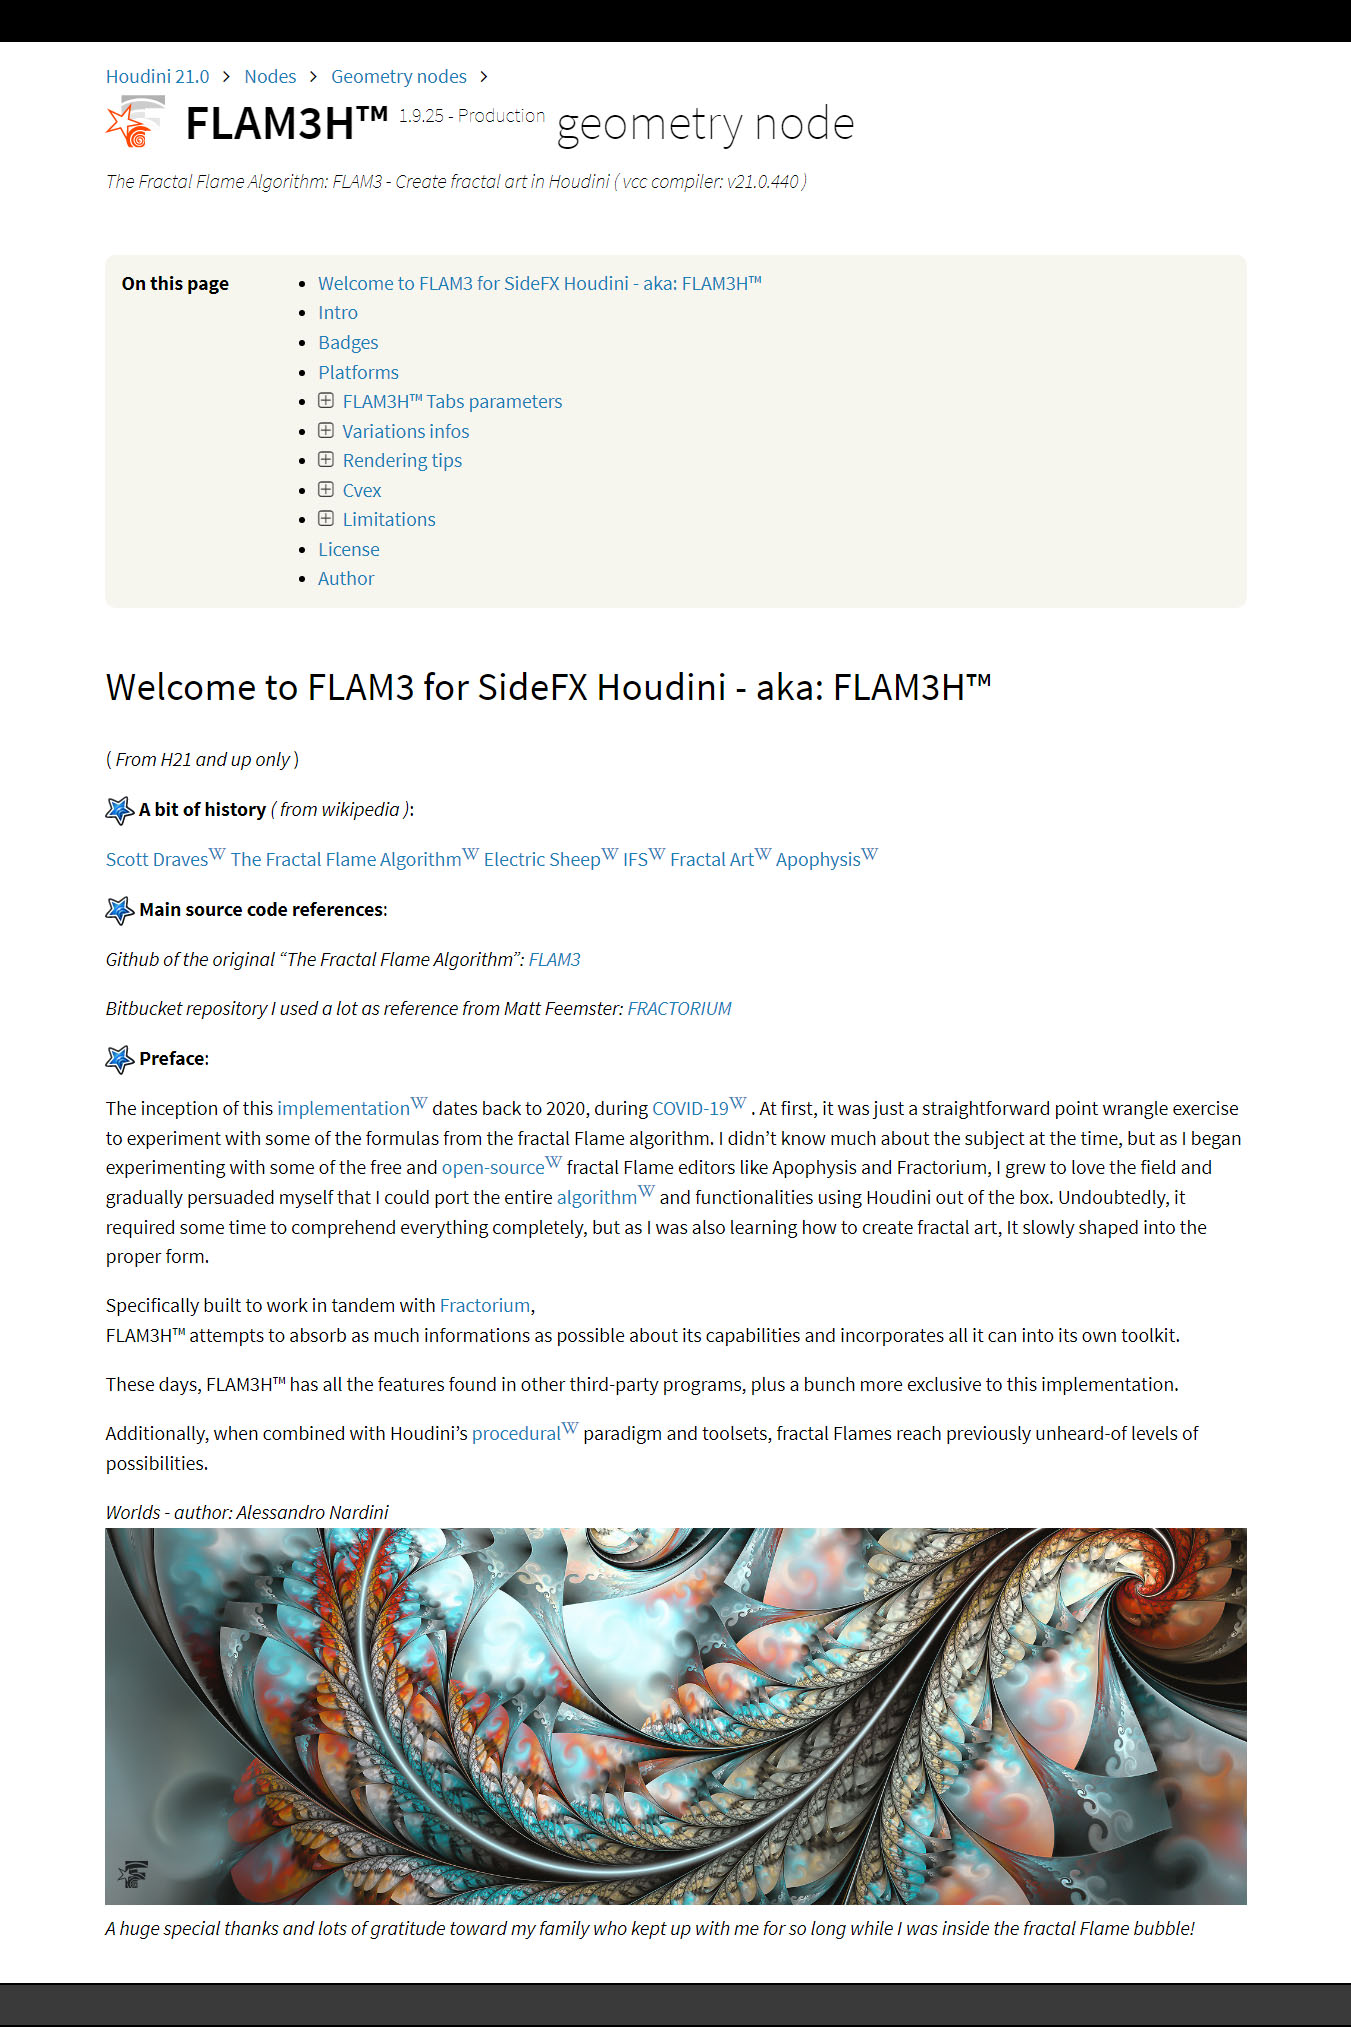 Houdini 21.0 > Nodes > Geometry nodes >
FLAM3H™ 1.9.25 - Production geometry node
The Fractal Flame Algorithm: FLAM3 - Create fractal art in Houdini ( vcc compiler: v21.0.440 )
On this page
• Welcome to FLAM3 for SideFX Houdini - aka: FLAM3H™
• Intro
• Badges
• Platforms
• FLAM3H™ Tabs parameters
• Variations infos
• Rendering tips
• Cvex
• Limitations
• License
• Author
Welcome to FLAM3 for SideFX Houdini - aka: FLAM3H™
( From H21 and up only )
A bit of history ( from wikipedia ):
Scott DravesW The Fractal Flame AlgorithmW Electric SheepW IFSW Fractal ArtW ApophysisW
Main source code references:
Github of the original “The Fractal Flame Algorithm”: FLAM3
Bitbucket repository I used a lot as reference from Matt Feemster: FRACTORIUM
Preface:
The inception of this implementationW dates back to 2020, during COVID-19W . At first, it was just a straightforward point wrangle exercise
to experiment with some of the formulas from the fractal Flame algorithm. I didn’t know much about the subject at the time, but as I began
experimenting with some of the free and open-sourceW fractal Flame editors like Apophysis and Fractorium, I grew to love the field and
gradually persuaded myself that I could port the entire algorithmW and functionalities using Houdini out of the box. Undoubtedly, it
required some time to comprehend everything completely, but as I was also learning how to create fractal art, It slowly shaped into the
proper form.
Specifically built to work in tandem with Fractorium,
FLAM3H™ attempts to absorb as much informations as possible about its capabilities and incorporates all it can into its own toolkit.
These days, FLAM3H™ has all the features found in other third-party programs, plus a bunch more exclusive to this implementation.
Additionally, when combined with Houdini’s proceduralW paradigm and toolsets, fractal Flames reach previously unheard-of levels of
possibilities.
Worlds - author: Alessandro Nardini
A huge special thanks and lots of gratitude toward my family who kept up with me for so long while I was inside the fractal Flame bubble!